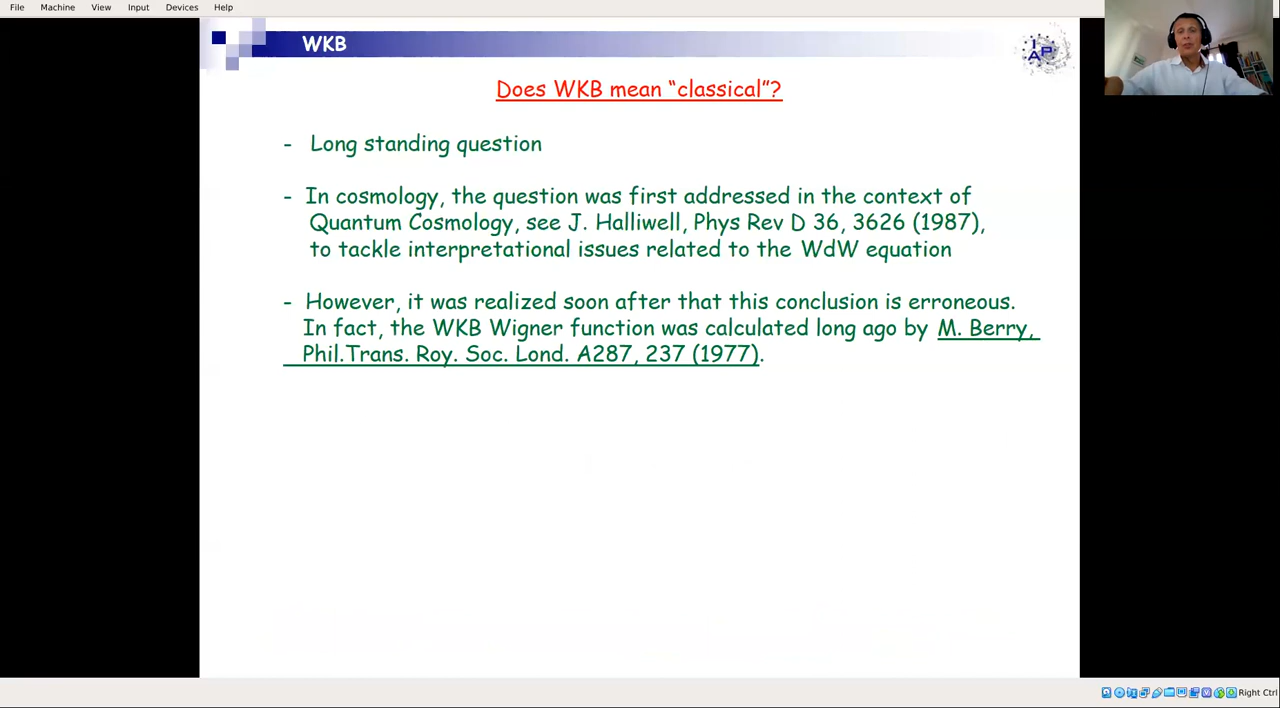 File Machine View Input Devices Help
WKB
IAP
Does WKB mean “classical”?
- Long standing question
- In cosmology, the question was first addressed in the context of
Quantum Cosmology, see J. Halliwell, Phys Rev D 36, 3626 (1987),
to tackle interpretational issues related to the WdW equation
- However, it was realized soon after that this conclusion is erroneous.
In fact, the WKB Wigner function was calculated long ago by M. Berry,
Phil.Trans. Roy. Soc. Lond. A287, 237 (1977).
Right Ctrl